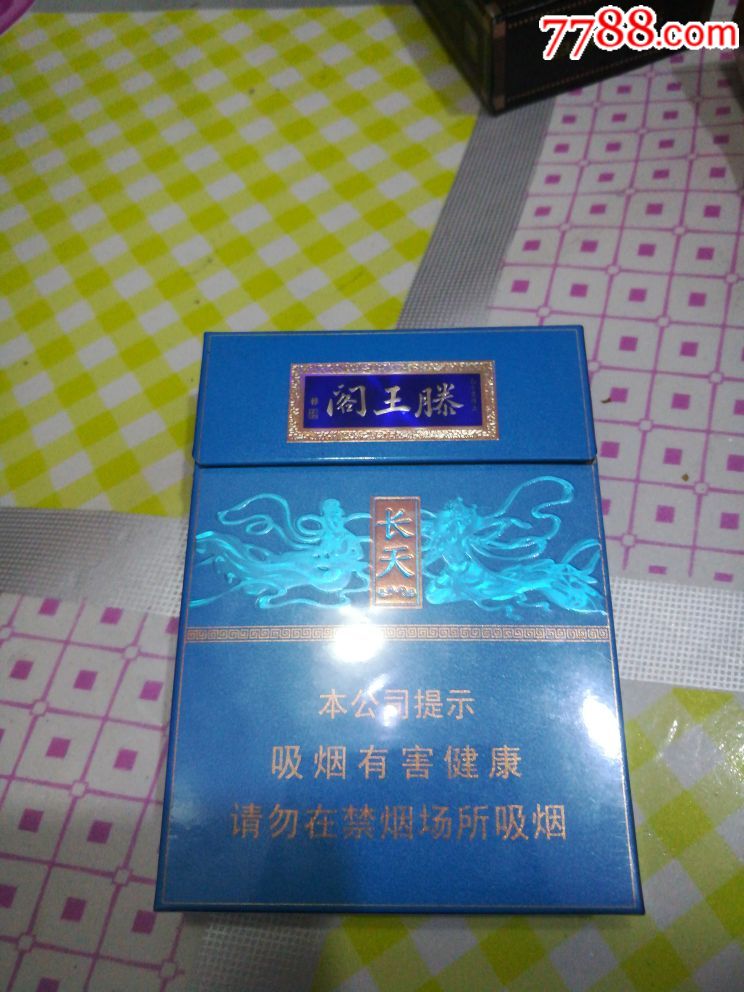 7788.com
滕王阁
长天
本公司提示
吸烟有害健康
请勿在禁烟场所吸烟